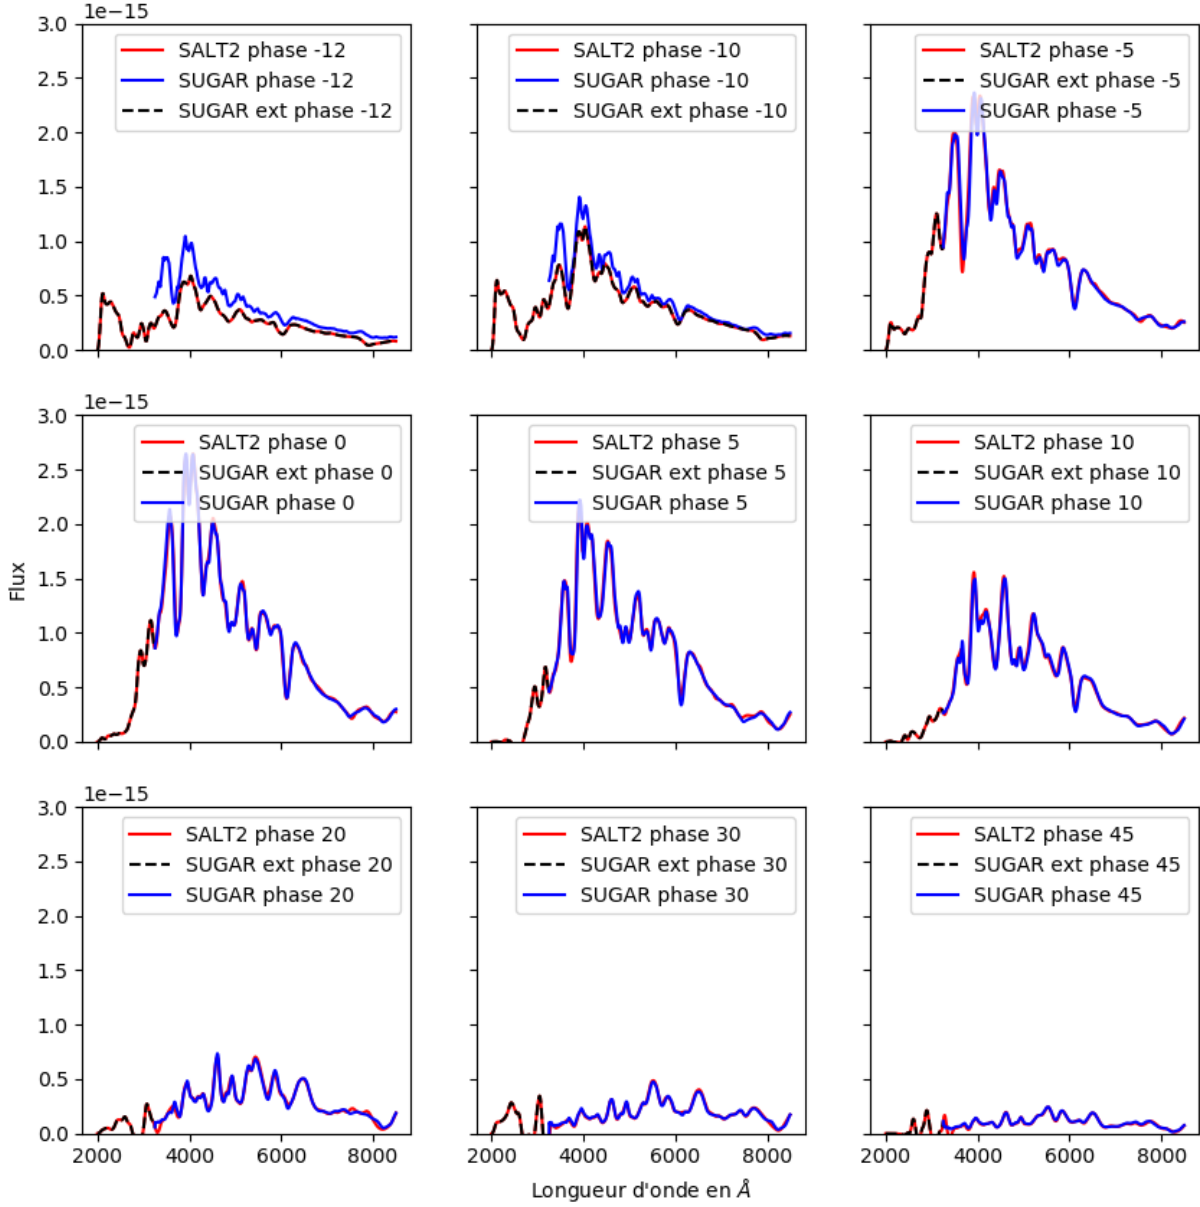 1e−15
3.0
2.5
2.0
1.5
1.0
0.5
0.0
SALT2 phase -12
SUGAR phase -12
SUGAR ext phase -12
SALT2 phase -10
SUGAR phase -10
SUGAR ext phase -10
SALT2 phase -5
SUGAR ext phase -5
SUGAR phase -5
1e−15
3.0
2.5
2.0
1.5
1.0
0.5
0.0
Flux
SALT2 phase 0
SUGAR ext phase 0
SUGAR phase 0
SALT2 phase 5
SUGAR ext phase 5
SUGAR phase 5
SALT2 phase 10
SUGAR ext phase 10
SUGAR phase 10
1e−15
3.0
2.5
2.0
1.5
1.0
0.5
0.0
SALT2 phase 20
SUGAR ext phase 20
SUGAR phase 20
SALT2 phase 30
SUGAR ext phase 30
SUGAR phase 30
SALT2 phase 45
SUGAR ext phase 45
SUGAR phase 45
2000 4000 6000 8000
2000 4000 6000 8000
2000 4000 6000 8000
Longueur d'onde en Å